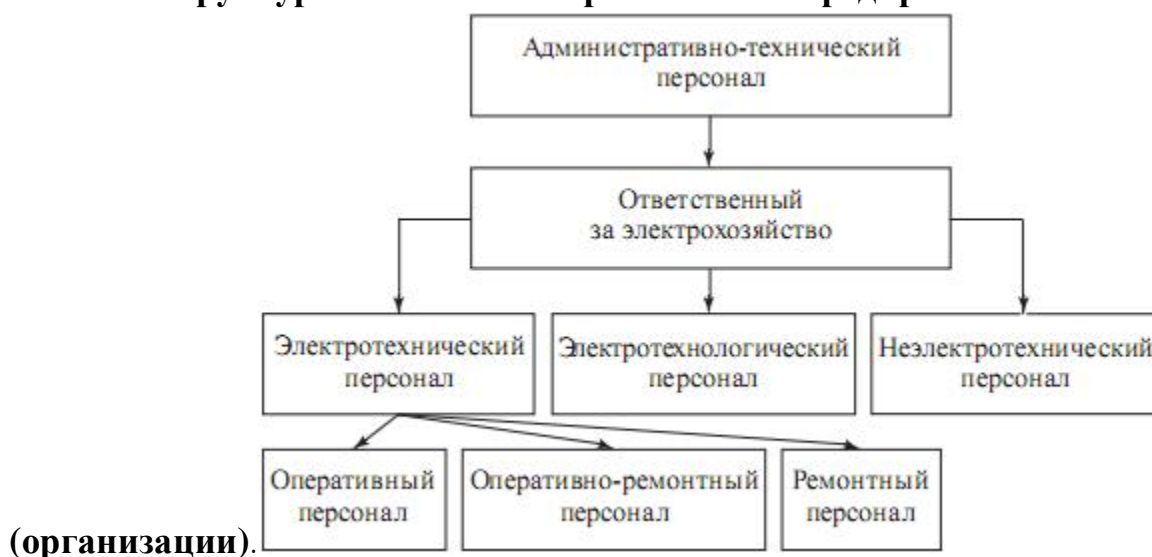 Административно-технический
персонал
Ответственный
за электрохозяйство
Электротехнический
персонал
Электротехнологический
персонал
Неэлектротехнический
персонал
Оперативный
персонал
Оперативно-ремонтный
персонал
Ремонтный
персонал
(организации).